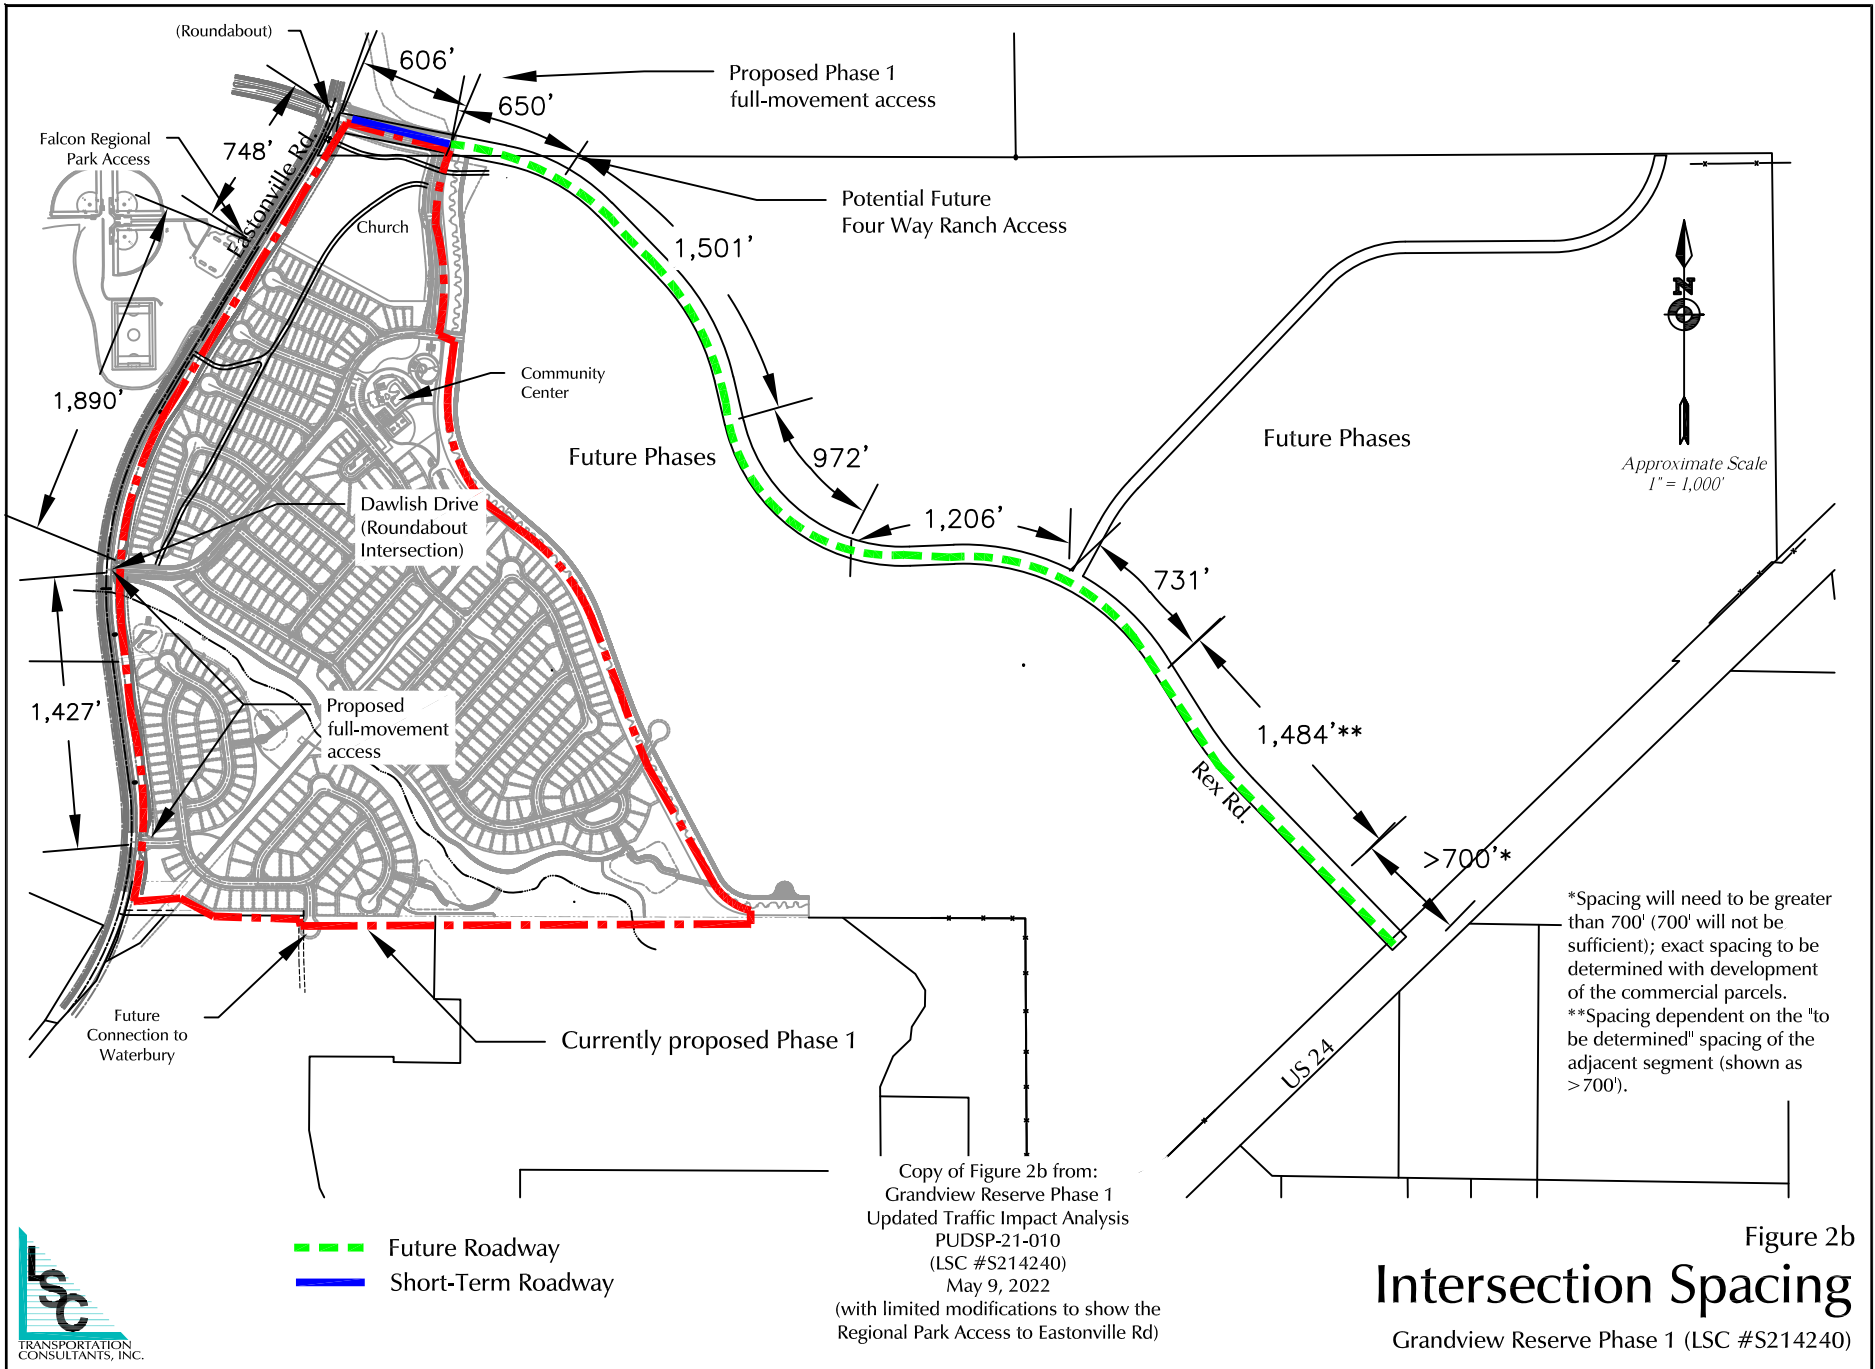 (Roundabout)
606'
650'
Proposed Phase 1
full-movement access
Falcon Regional
Park Access
748'
Eastonville Rd.
Church
Potential Future
Four Way Ranch Access
1,501'
N
Approximate Scale
1" = 1,000'
1,890'
Community
Center
Future Phases
Future Phases
972'
1,206'
731'
Dawlish Drive
(Roundabout
Intersection)
1,427'
Proposed
full-movement
access
1,484'**
Rex Rd.
>700'*
*Spacing will need to be greater
than 700' (700' will not be
sufficient); exact spacing to be
determined with development
of the commercial parcels.
**Spacing dependent on the "to
be determined" spacing of the
adjacent segment (shown as
>700').
US 24
Future
Connection to
Waterbury
Currently proposed Phase 1
Copy of Figure 2b from:
Grandview Reserve Phase 1
Updated Traffic Impact Analysis
PUDSP-21-010
(LSC #S214240)
May 9, 2022
(with limited modifications to show the
Regional Park Access to Eastonville Rd)
Future Roadway
Short-Term Roadway
LSC
TRANSPORTATION
CONSULTANTS, INC.
Figure 2b
Intersection Spacing
Grandview Reserve Phase 1 (LSC #S214240)